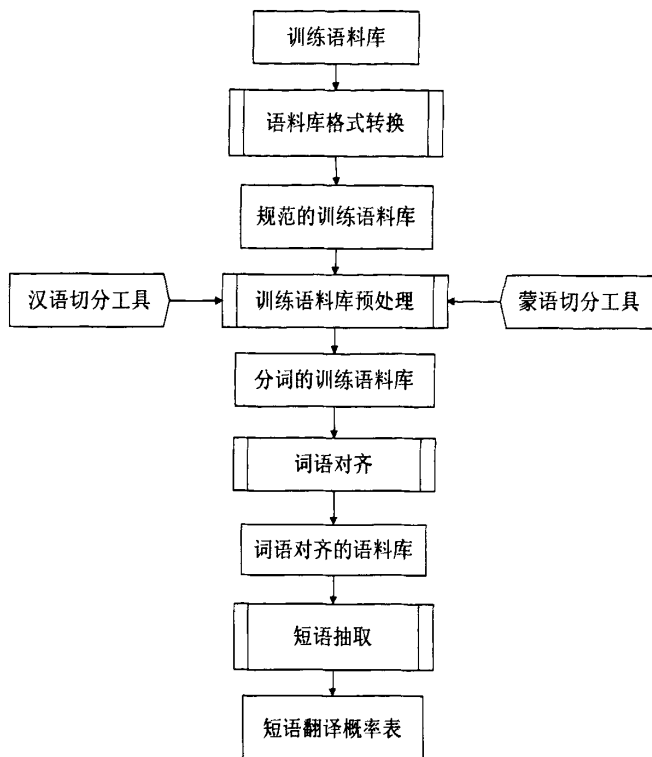 训练语料库
语料库格式转换
规范的训练语料库
汉语切分工具
训练语料库预处理
蒙语切分工具
分词的训练语料库
词语对齐
词语对齐的语料库
短语抽取
短语翻译概率表